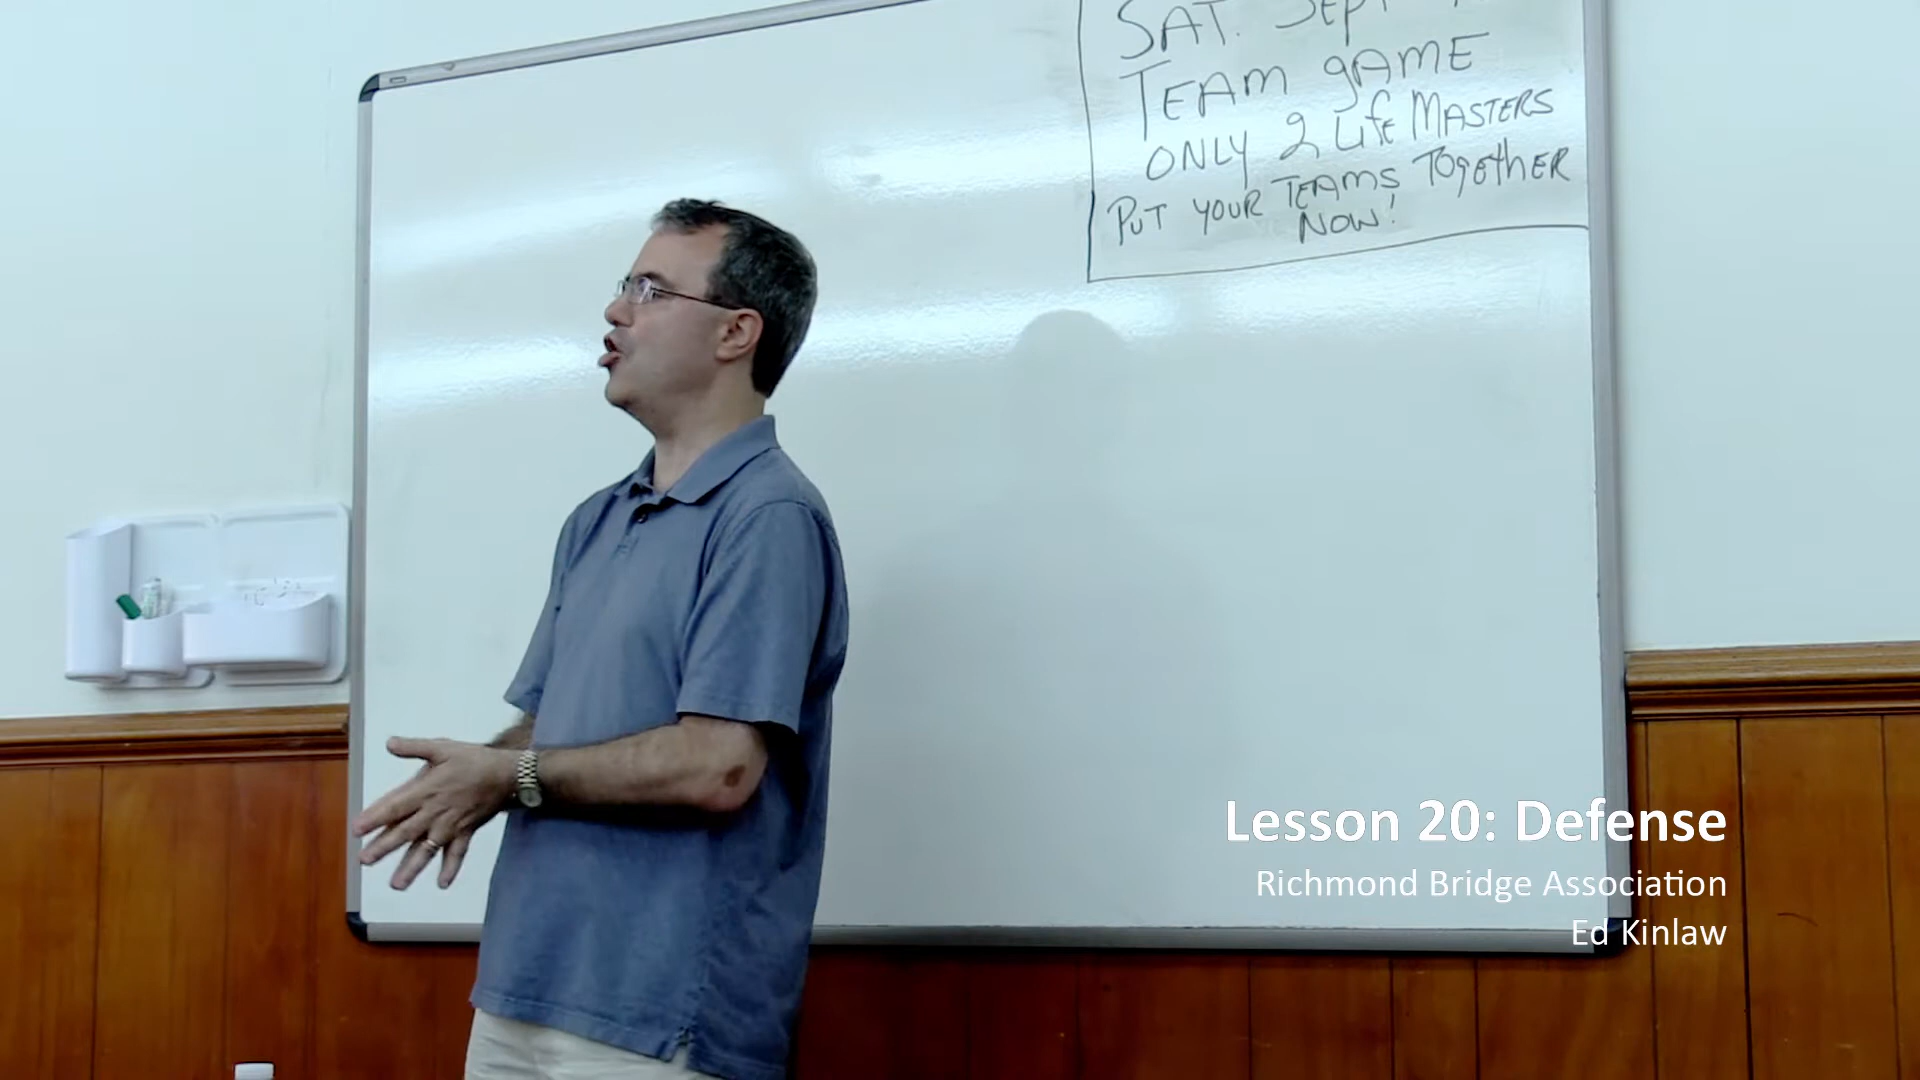 SAT. Sept
TEAM gAME
ONLY 2 Life MASTERS
PUT YOUR TEAMS TOgethER
NOW!
Lesson 20: Defense
Richmond Bridge Association
Ed Kinlaw